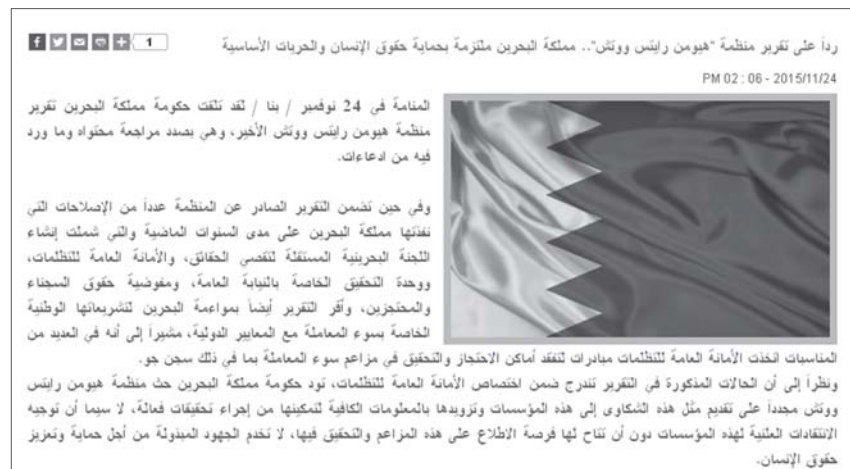 رداً على تقرير منظمة "هيومن رايتس ووتش".. مملكة البحرين ملتزمة بحماية حقوق الإنسان والحريات الأساسية
1
PM 02 : 06 - 2015/11/24
المنامة في 24 نوفمبر / بنا / لقد تلقت حكومة مملكة البحرين تقرير
منظمة هيومن رايتس ووتش الأخير، وهي بصدد مراجعة محتواه وما ورد
فيه من ادعاءات.
وفي حين تضمن التقرير الصادر عن المنظمة عدداً من الإصلاحات التي
نفذتها مملكة البحرين على مدى السنوات الماضية والتي شملت إنشاء
اللجنة البحرينية المستقلة لتقصي الحقائق، والأمانة العامة للتظلمات،
ووحدة التحقيق الخاصة بالنيابة العامة، ومفوضية حقوق السجناء
والمحتجزين، وأقر التقرير أيضاً بمواءمة البحرين لتشريعاتها الوطنية
الخاصة بسوء المعاملة مع المعايير الدولية، مشيراً إلى أنه في العديد من
المناسبات اتخذت الأمانة العامة للتظلمات مبادرات لتفقد أماكن الاحتجاز والتحقيق في مزاعم سوء المعاملة بما في ذلك سجن جو.
ونظراً إلى أن الحالات المذكورة في التقرير تندرج ضمن اختصاص الأمانة العامة للتظلمات، تود حكومة مملكة البحرين حث منظمة هيومن رايتس
ووتش مجدداً على تقديم مثل هذه الشكاوى إلى هذه المؤسسات وتزويدها بالمعلومات الكافية لتمكينها من إجراء تحقيقات فعالة، لا سيما أن توجيه
الانتقادات العلنية لهذه المؤسسات دون أن تتاح لها فرصة الاطلاع على هذه المزاعم والتحقيق فيها، لا تخدم الجهود المبذولة من أجل حماية وتعزيز
حقوق الإنسان.